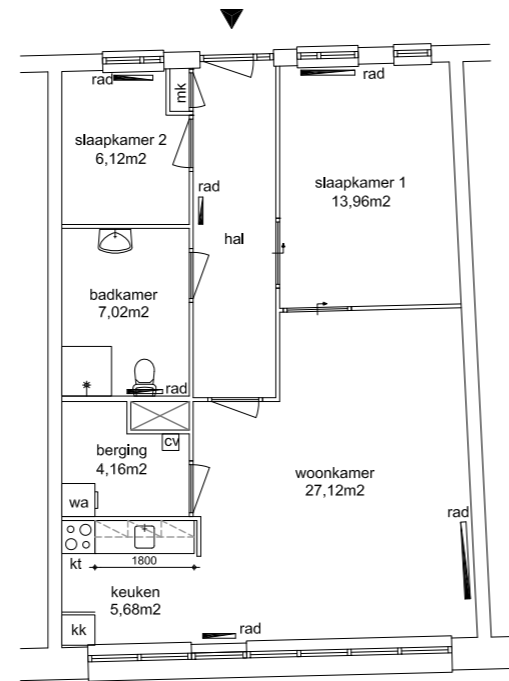 rad
rad
mk
slaapkamer 2
6,12m2
slaapkamer 1
13,96m2
rad
hal
badkamer
7,02m2
rad
cv
berging
4,16m2
woonkamer
27,12m2
wa
rad
kt
1800
keuken
5,68m2
kk
rad